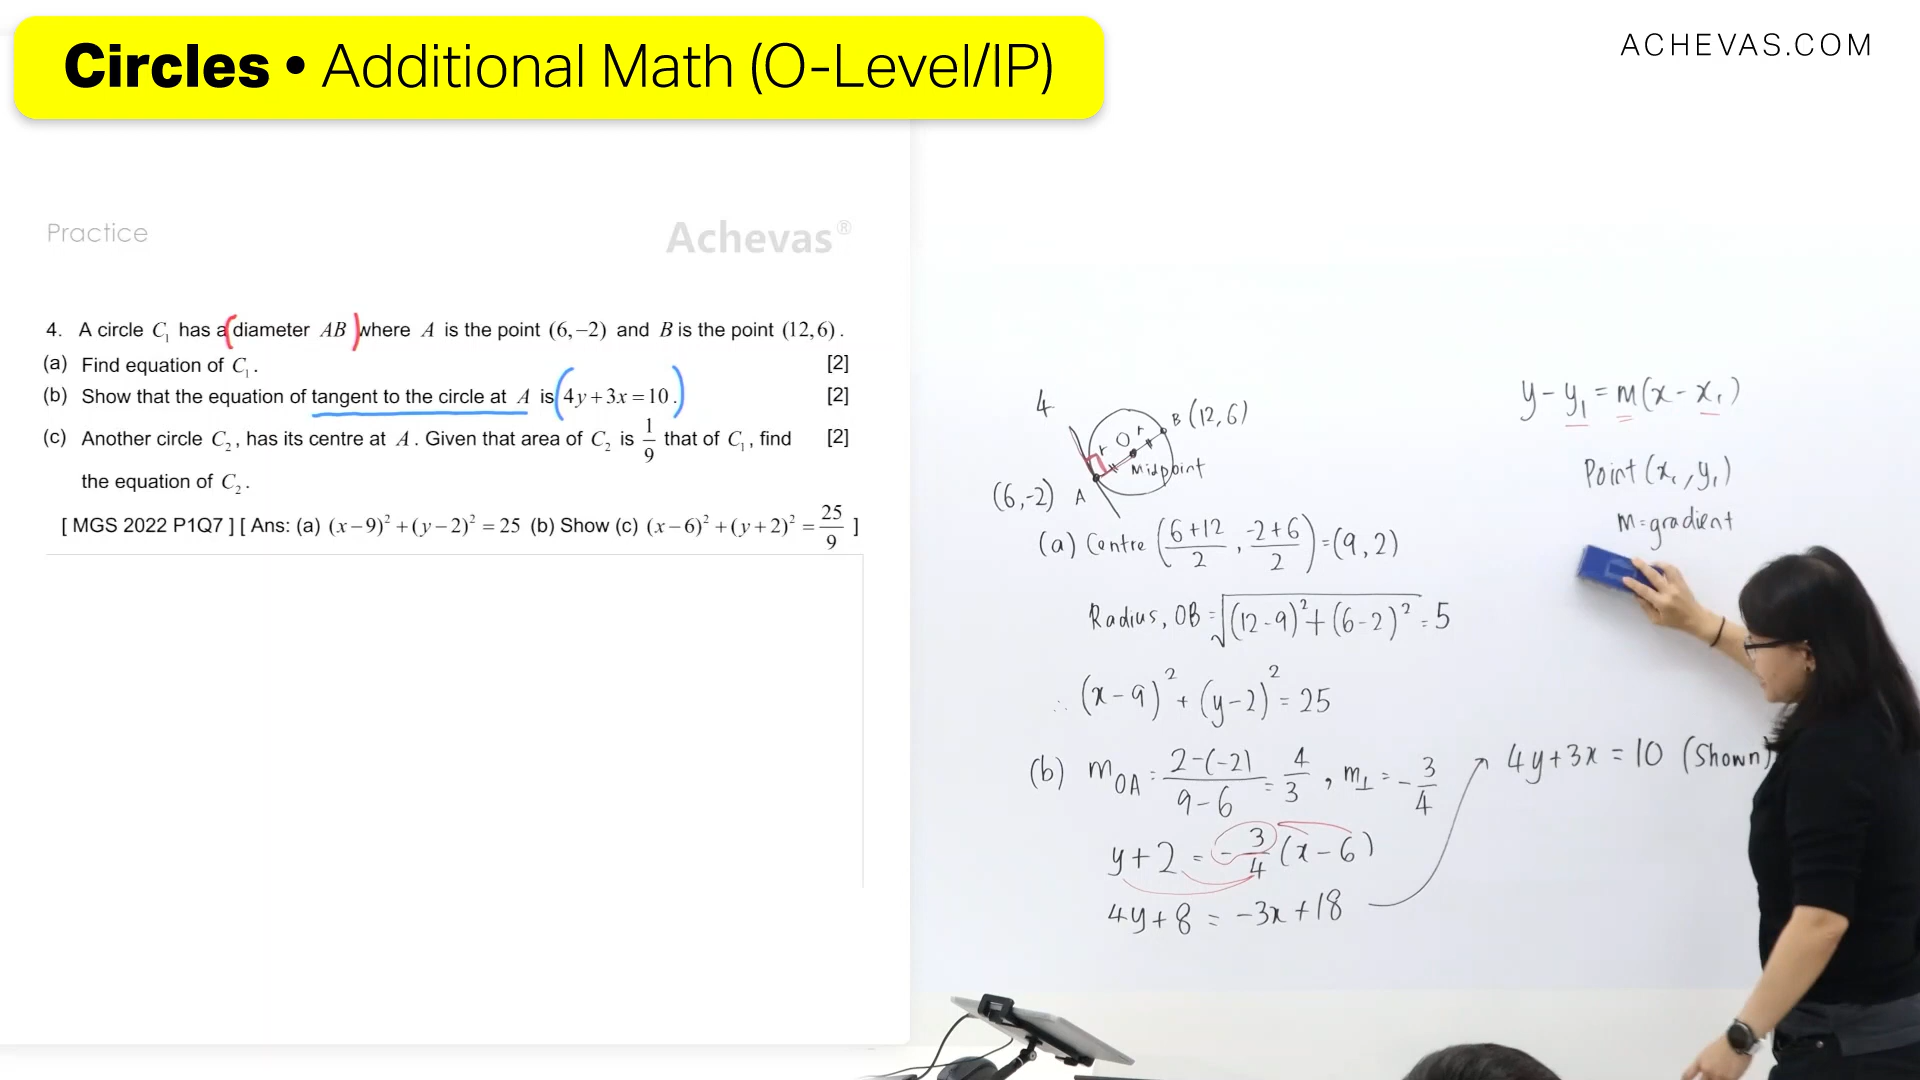 Circles • Additional Math (O-Level/IP)
ACHEVAS.COM
Practice
Achevas®
4. A circle C₁ has a diameter AB where A is the point (6,−2) and B is the point (12,6).
(a) Find equation of C₁. [2]
(b) Show that the equation of tangent to the circle at A is 4y+3x=10. [2]
(c) Another circle C₂, has its centre at A. Given that area of C₂ is 1/9 that of C₁, find [2]
the equation of C₂.
[ MGS 2022 P1Q7 ] [ Ans: (a) (x−9)²+(y−2)²=25 (b) Show (c) (x−6)²+(y+2)²=25/9 ]
4
B (12,6)
r O r
Midpoint
(6,-2) A
(a) Centre ((6+12)/2, (-2+6)/2) = (9,2)
Radius, OB = √((12-9)²+(6-2)²) = 5
∴ (x-9)² + (y-2)² = 25
(b) m_OA = (2-(-2))/(9-6) = 4/3, m⊥ = -3/4
y+2 = -3/4(x-6)
4y+8 = -3x+18
4y+3x = 10 (Shown)
y-y₁ = m(x-x₁)
Point (x₁,y₁)
m=gradient